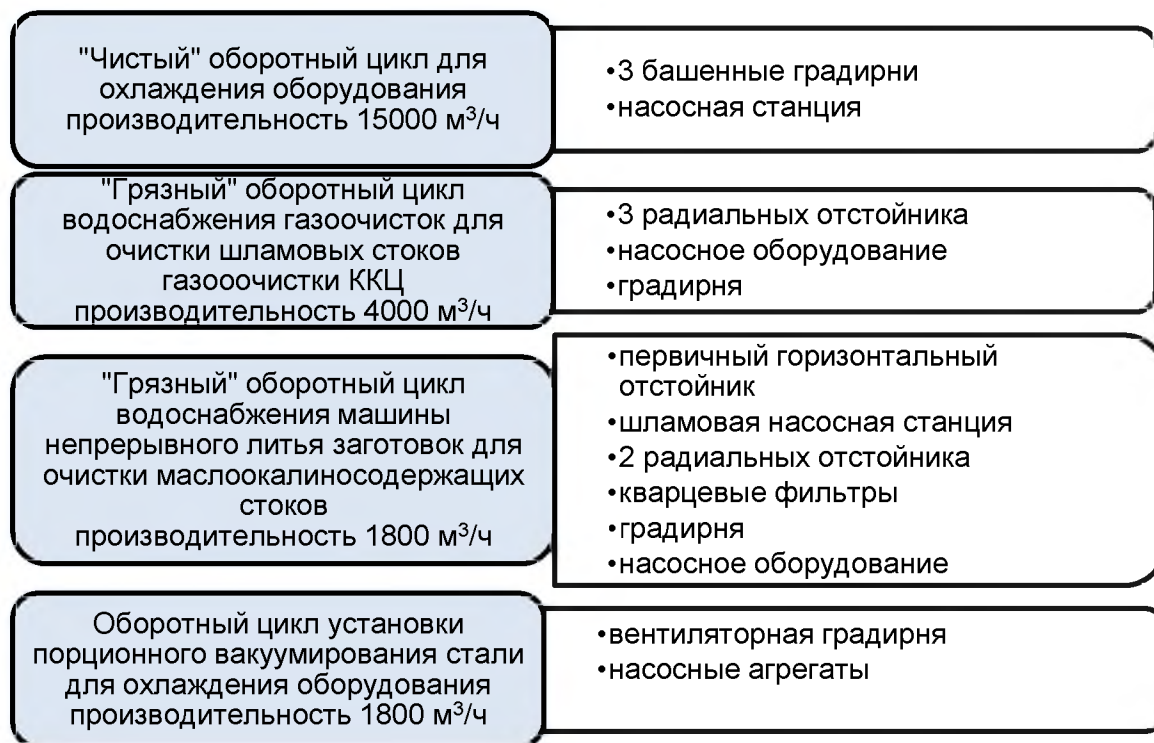 "Чистый" оборотный цикл для
охлаждения оборудования
производительность 15000 м³/ч
•3 башенные градирни
•насосная станция
"Грязный" оборотный цикл
водоснабжения газоочисток для
очистки шламовых стоков
газооочистки ККЦ
производительность 4000 м³/ч
•3 радиальных отстойника
•насосное оборудование
•градирня
"Грязный" оборотный цикл
водоснабжения машины
непрерывного литья заготовок для
очистки маслоокалиносодержащих
стоков
производительность 1800 м³/ч
•первичный горизонтальный
отстойник
•шламовая насосная станция
•2 радиальных отстойника
•кварцевые фильтры
•градирня
•насосное оборудование
Оборотный цикл установки
порционного вакуумирования стали
для охлаждения оборудования
производительность 1800 м³/ч
•вентиляторная градирня
•насосные агрегаты